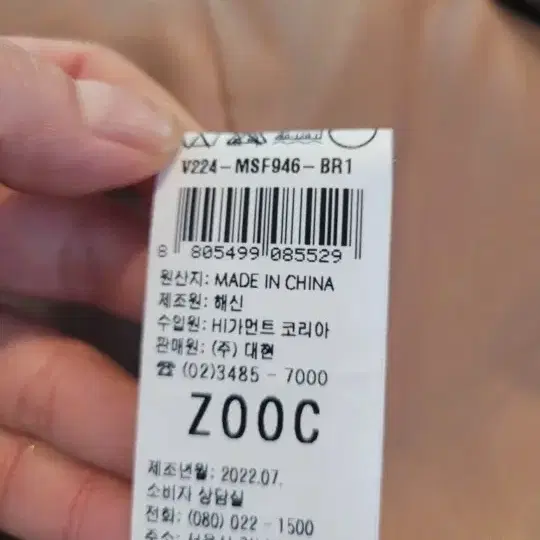 V224-MSF946-BR1
8 805499 085529
원산지: MADE IN CHINA
제조원: 해신
수입원: HI가먼트 코리아
판매원: (주) 대현
☎ (02)3485 - 7000
ZOOC
제조년월: 2022.07.
소비자 상담실
전화: (080) 022 - 1500